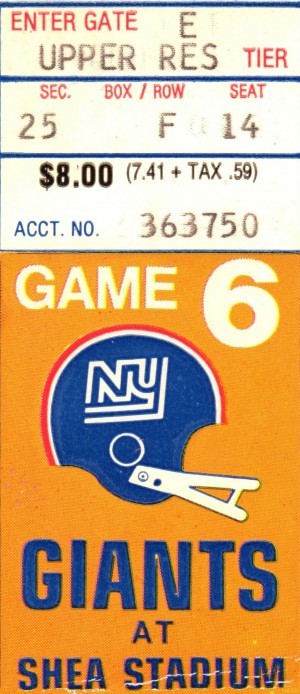 ENTER GATE E
UPPER RES TIER
SEC. BOX / ROW SEAT
25 F 14
$8.00 (7.41 + TAX .59)
ACCT. NO. 363750
GAME 6
NY
GIANTS
AT
SHEA STADIUM